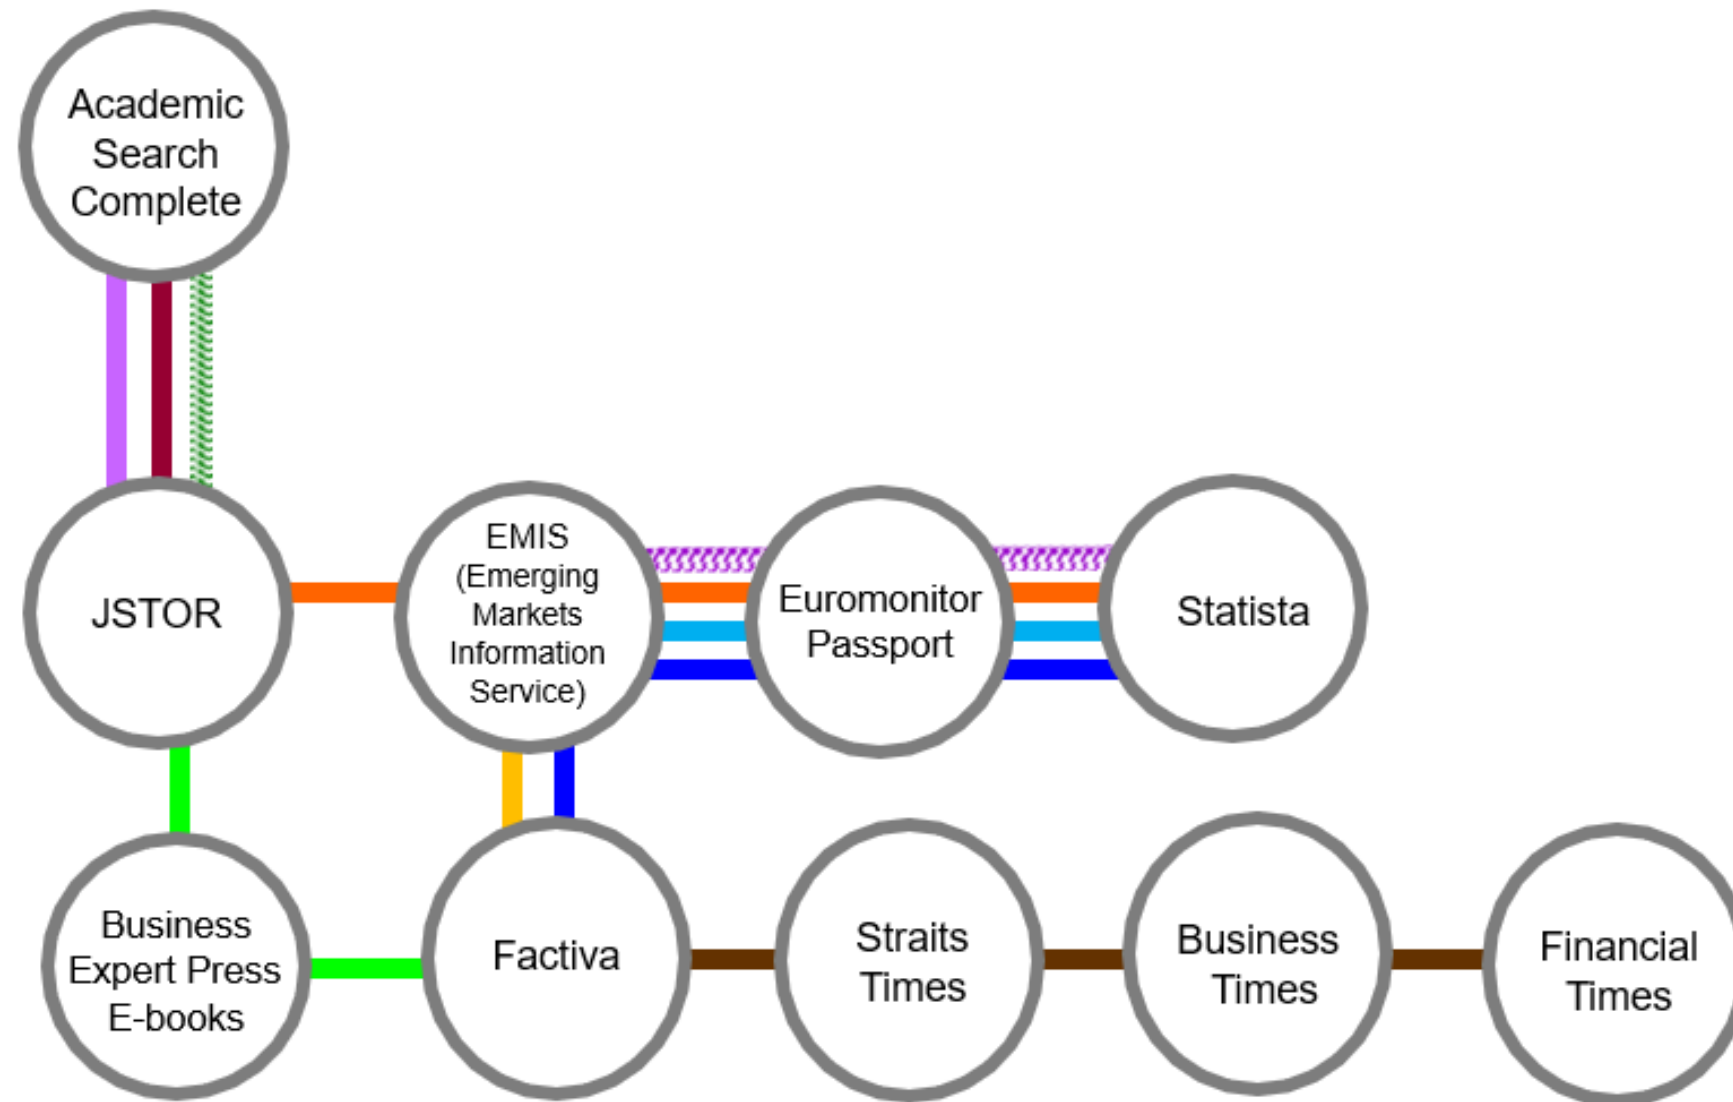 Academic
Search
Complete
JSTOR
EMIS
(Emerging
Markets
Information
Service)
Euromonitor
Passport
Statista
Business
Expert Press
E-books
Factiva
Straits
Times
Business
Times
Financial
Times